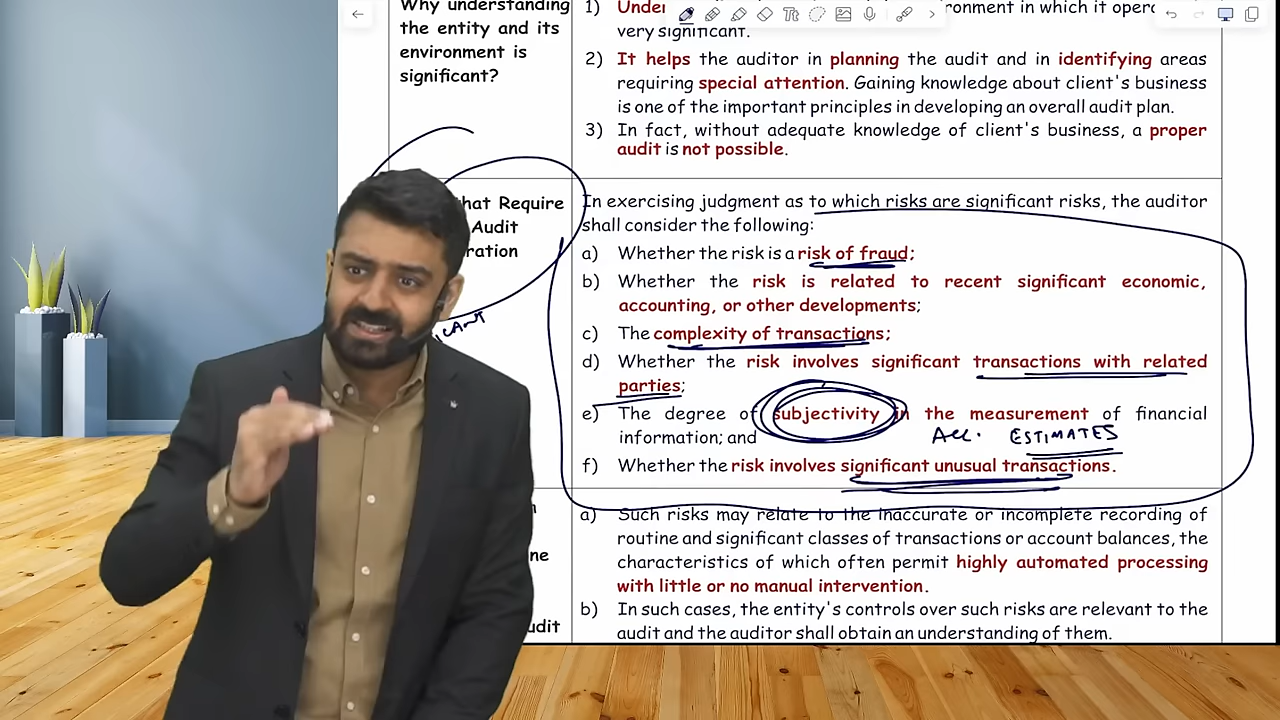 Why understanding
the entity and its
environment is
significant?
1) Under
ronment in which it oper
very significant.
2) It helps the auditor in planning the audit and in identifying areas
requiring special attention. Gaining knowledge about client's business
is one of the important principles in developing an overall audit plan.
3) In fact, without adequate knowledge of client's business, a proper
audit is not possible.
hat Require
Audit
ration
In exercising judgment as to which risks are significant risks, the auditor
shall consider the following:
a) Whether the risk is a risk of fraud;
b) Whether the risk is related to recent significant economic,
accounting, or other developments;
c) The complexity of transactions;
d) Whether the risk involves significant transactions with related
parties;
e) The degree of subjectivity in the measurement of financial
information; and
Acc. ESTIMATES
f) Whether the risk involves significant unusual transactions.
ICANT
ne
udit
a) Such risks may relate to the inaccurate or incomplete recording of
routine and significant classes of transactions or account balances, the
characteristics of which often permit highly automated processing
with little or no manual intervention.
b) In such cases, the entity's controls over such risks are relevant to the
audit and the auditor shall obtain an understanding of them.